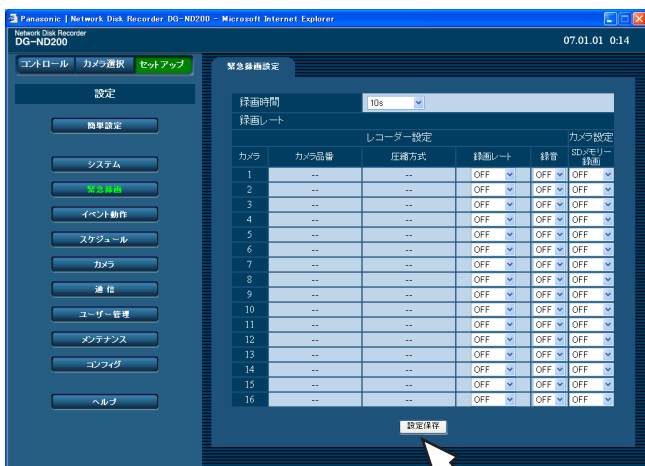 Panasonic | Network Disk Recorder DG-ND200 - Microsoft Internet Explorer
Network Disk Recorder
DG-ND200
07.01.01 0:14
コントロール カメラ選択 セットアップ
緊急録画設定
設定
簡単設定
システム
緊急録画
イベント動作
スケジュール
カメラ
通信
ユーザー管理
メンテナンス
コンフィグ
ヘルプ
録画時間 10s
録画レート
レコーダー設定 カメラ設定
カメラ カメラ品番 圧縮方式 録画レート 録音 SDメモリー録画
1 -- -- OFF OFF OFF
2 -- -- OFF OFF OFF
3 -- -- OFF OFF OFF
4 -- -- OFF OFF OFF
5 -- -- OFF OFF OFF
6 -- -- OFF OFF OFF
7 -- -- OFF OFF OFF
8 -- -- OFF OFF OFF
9 -- -- OFF OFF OFF
10 -- -- OFF OFF OFF
11 -- -- OFF OFF OFF
12 -- -- OFF OFF OFF
13 -- -- OFF OFF OFF
14 -- -- OFF OFF OFF
15 -- -- OFF OFF OFF
16 -- -- OFF OFF OFF
設定保存